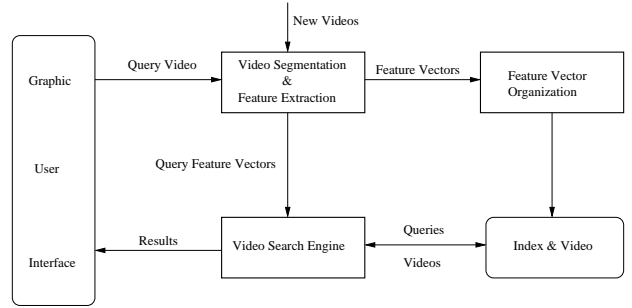 New Videos
Query Video
Video Segmentation
&
Feature Extraction
Feature Vectors
Feature Vector
Organization
Graphic
User
Interface
Query Feature Vectors
Results
Video Search Engine
Queries
Videos
Index & Video